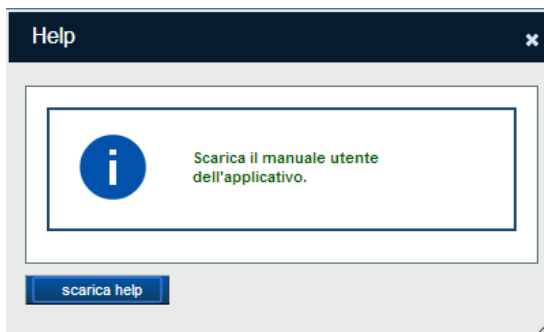 Help
Scarica il manuale utente
dell'applicativo.
scarica help